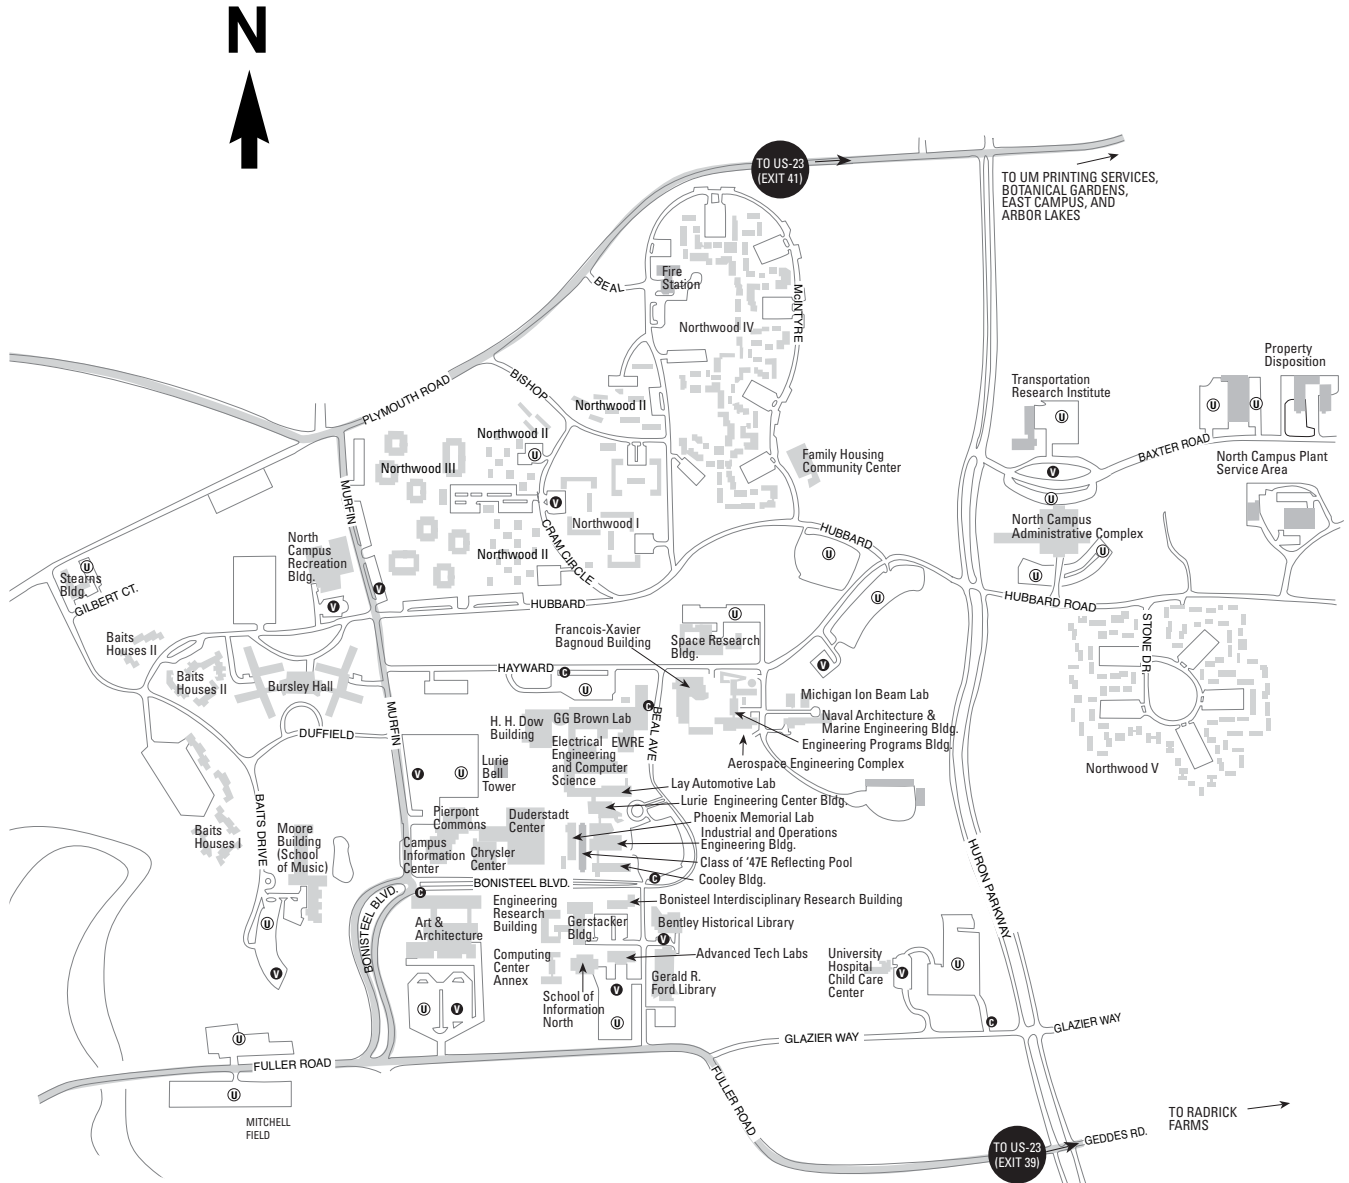 N
TO US-23
(EXIT 41)
TO UM PRINTING SERVICES,
BOTANICAL GARDENS,
EAST CAMPUS, AND
ARBOR LAKES
BEAL
Fire
Station
McINTYRE
Northwood IV
PLYMOUTH ROAD
BISHOP
Northwood II
Northwood II
U
Northwood III
Property
Disposition
Transportation
Research Institute
U
U
U
V
U
BAXTER ROAD
North Campus Plant
Service Area
Family Housing
Community Center
MURFIN
V
CRAM CIRCLE
Northwood I
Northwood II
HUBBARD
U
North Campus
Administrative Complex
U
U
North
Campus
Recreation
Bldg.
V
V
U
Stearns
Bldg.
GILBERT CT.
HUBBARD
U
HUBBARD ROAD
STONE DR.
Baits
Houses II
Baits
Houses II
Bursley Hall
Francois-Xavier
Bagnoud Building
Space Research
Bldg.
U
V
HAYWARD
C
U
C
Michigan Ion Beam Lab
Naval Architecture &
Marine Engineering Bldg.
Engineering Programs Bldg.
Aerospace Engineering Complex
DUFFIELD
MURFIN
H. H. Dow
Building
GG Brown Lab
BEAL AVE
Electrical
Engineering
and Computer
Science
EWRE
Northwood V
V
U
Lurie
Bell
Tower
Lay Automotive Lab
Lurie Engineering Center Bldg.
Phoenix Memorial Lab
Industrial and Operations
Engineering Bldg.
Class of '47E Reflecting Pool
Cooley Bldg.
BAITS DRIVE
Baits
Houses I
Moore
Building
(School
of Music)
Pierpont
Commons
Duderstadt
Center
Campus
Information
Center
Chrysler
Center
BONISTEEL BLVD.
C
C
HURON PARKWAY
BONISTEEL BLVD.
Engineering
Research
Building
Bonisteel Interdisciplinary Research Building
Art &
Architecture
Gerstacker
Bldg.
Bentley Historical Library
V
Advanced Tech Labs
Computing
Center
Annex
School of
Information
North
Gerald R.
Ford Library
University
Hospital
Child Care
Center
V
U
C
U
V
U
V
V
U
GLAZIER WAY
GLAZIER WAY
U
FULLER ROAD
U
MITCHELL
FIELD
FULLER ROAD
TO US-23
(EXIT 39)
GEDDES RD.
TO RADRICK
FARMS